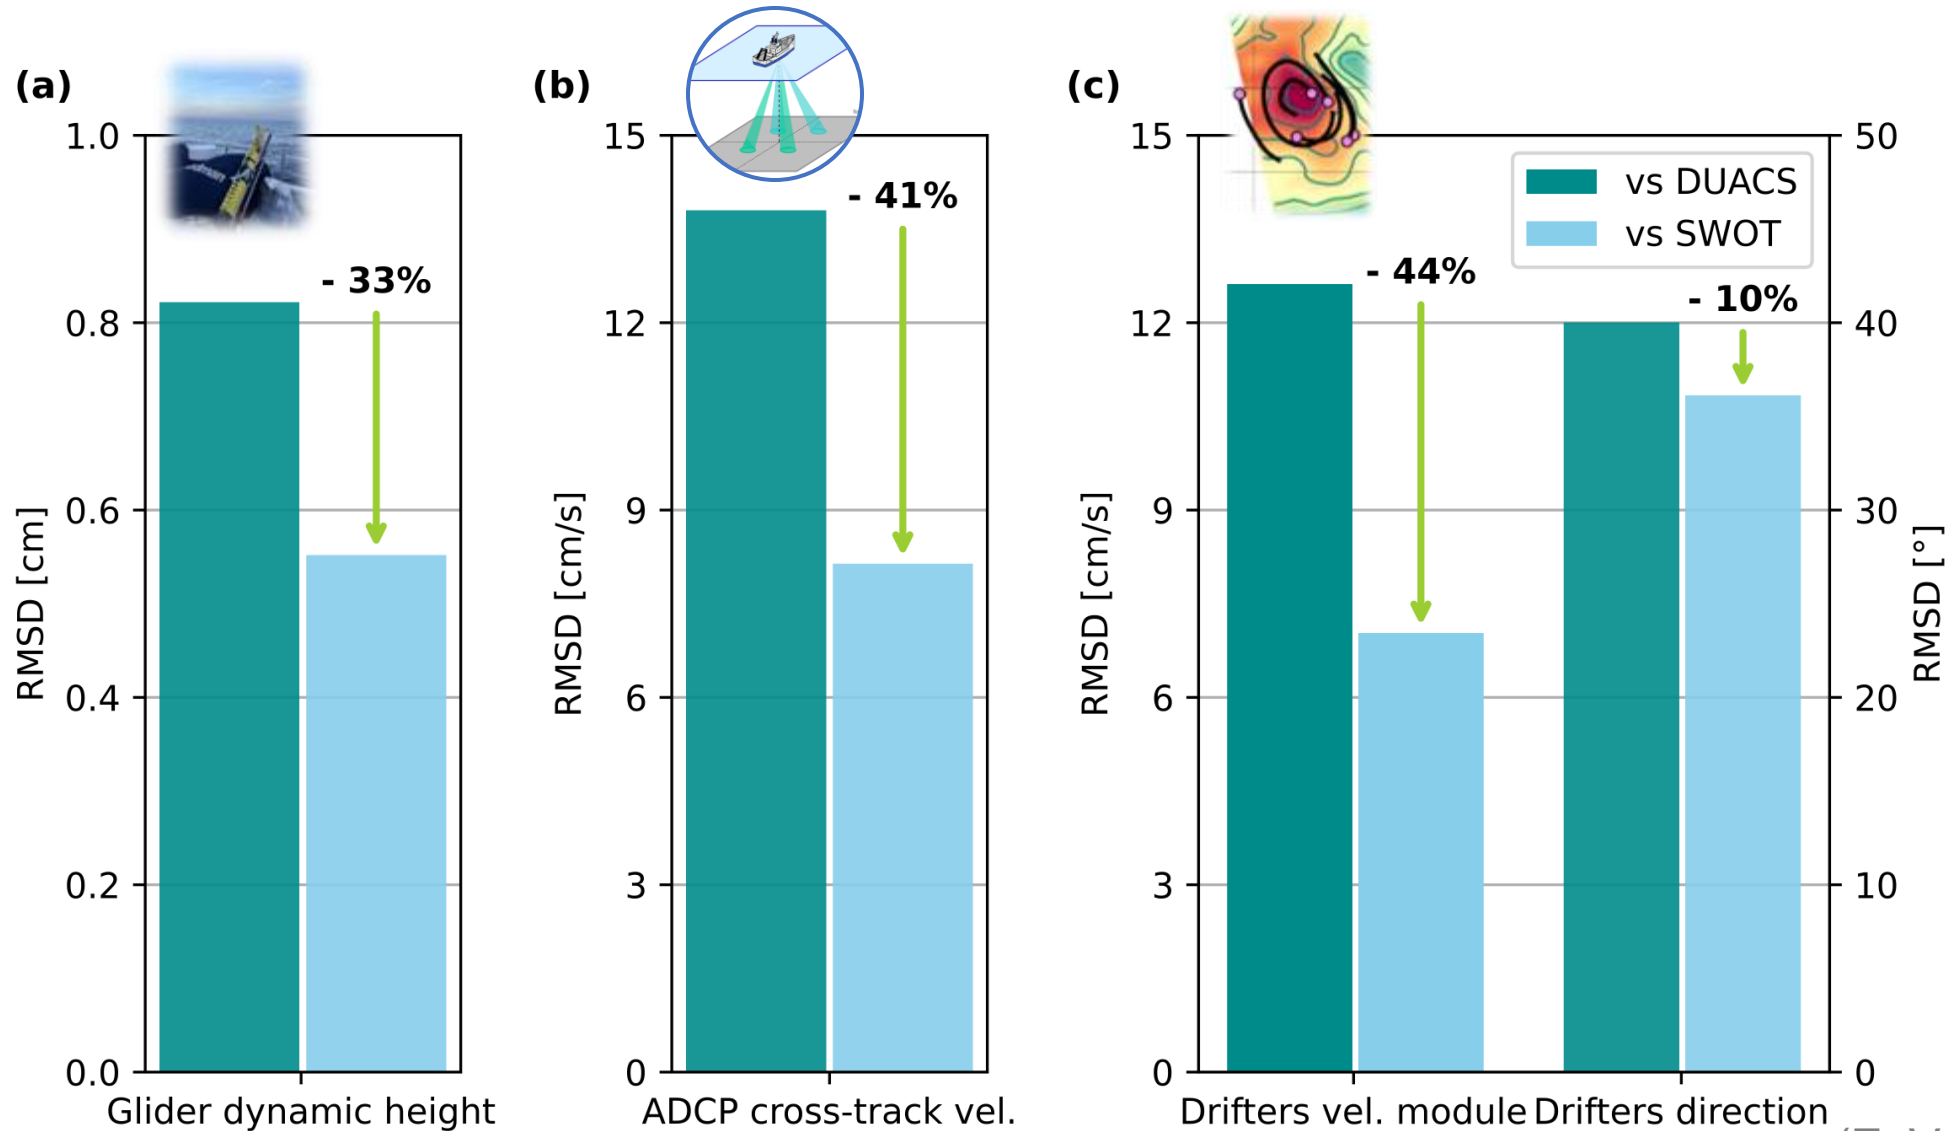 (a)
1.0
0.8
0.6
0.4
0.2
0.0
RMSD [cm]
- 33%
Glider dynamic height
(b)
15
12
9
6
3
0
RMSD [cm/s]
- 41%
ADCP cross-track vel.
(c)
15
12
9
6
3
0
RMSD [cm/s]
- 44%
- 10%
vs DUACS
vs SWOT
50
40
30
20
10
0
RMSD [°]
Drifters vel. module
Drifters direction